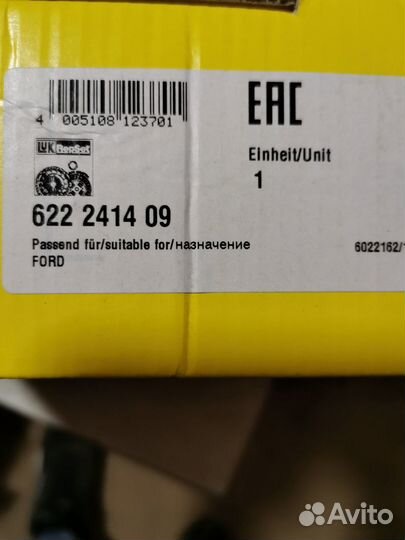 4 005108 123701
EAC
LuK RepSet
Einheit/Unit
1
622 2414 09
Passend für/suitable for/назначение
6022162/1
FORD
Avito